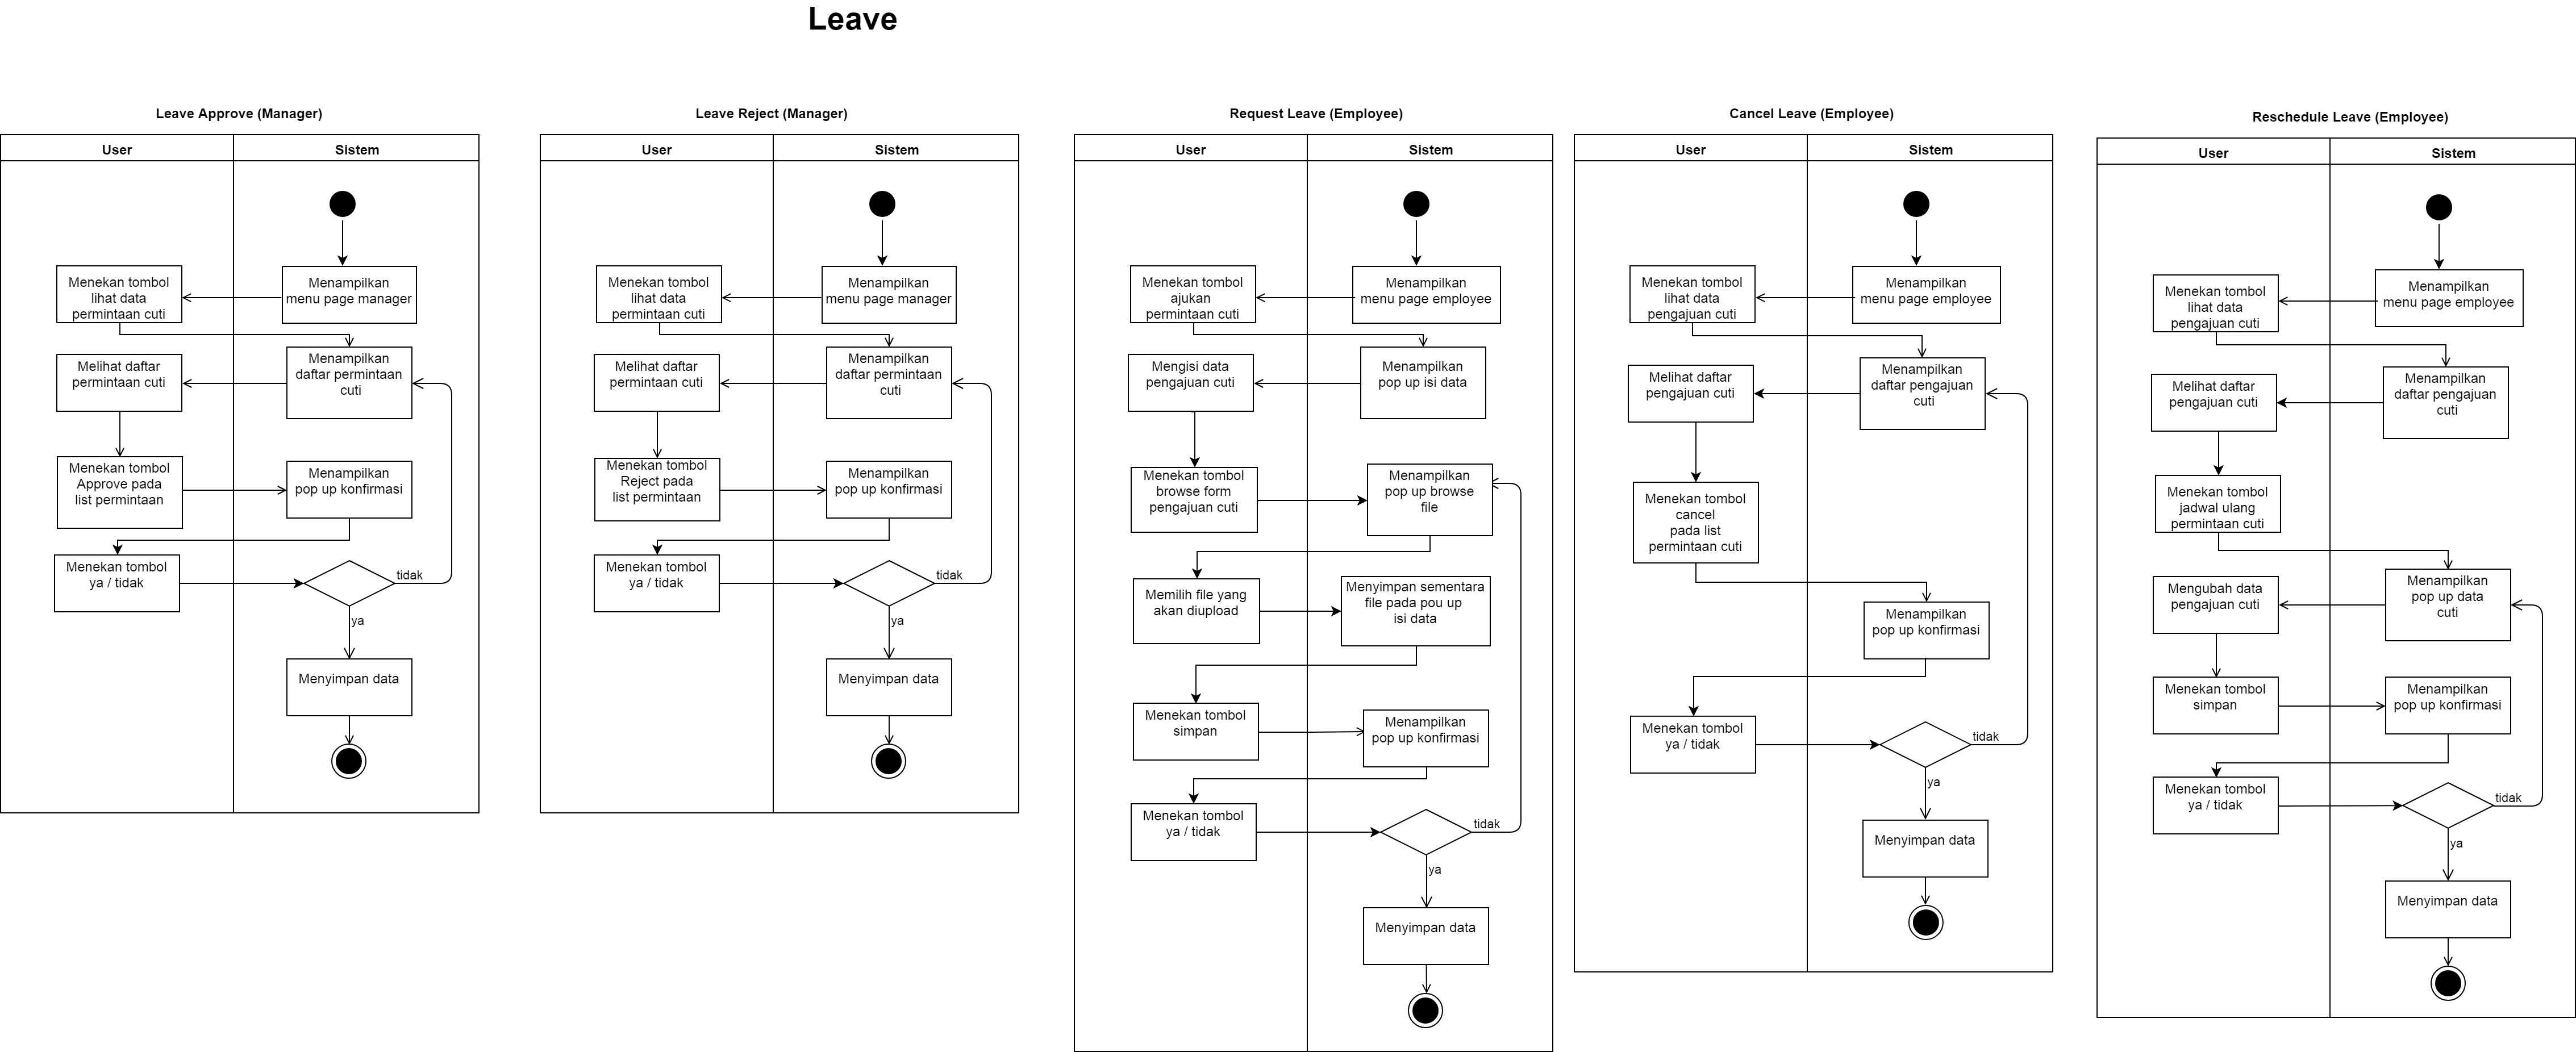 Leave
Leave Approve (Manager)
User
Sistem
Menampilkan
menu page manager
Menekan tombol
lihat data
permintaan cuti
Menampilkan
daftar permintaan
cuti
Melihat daftar
permintaan cuti
Menekan tombol
Approve pada
list permintaan
Menampilkan
pop up konfirmasi
Menekan tombol
ya / tidak
tidak
ya
Menyimpan data
Leave Reject (Manager)
User
Sistem
Menampilkan
menu page manager
Menekan tombol
lihat data
permintaan cuti
Menampilkan
daftar permintaan
cuti
Melihat daftar
permintaan cuti
Menekan tombol
Reject pada
list permintaan
Menampilkan
pop up konfirmasi
Menekan tombol
ya / tidak
tidak
ya
Menyimpan data
Request Leave (Employee)
User
Sistem
Menampilkan
menu page employee
Menekan tombol
ajukan
permintaan cuti
Menampilkan
pop up isi data
Mengisi data
pengajuan cuti
Menekan tombol
browse form
pengajuan cuti
Menampilkan
pop up browse
file
Memilih file yang
akan diupload
Menyimpan sementara
file pada pou up
isi data
Menekan tombol
simpan
Menampilkan
pop up konfirmasi
Menekan tombol
ya / tidak
tidak
ya
Menyimpan data
Cancel Leave (Employee)
User
Sistem
Menampilkan
menu page employee
Menekan tombol
lihat data
pengajuan cuti
Menampilkan
daftar pengajuan
cuti
Melihat daftar
pengajuan cuti
Menekan tombol
cancel
pada list
permintaan cuti
Menampilkan
pop up konfirmasi
Menekan tombol
ya / tidak
tidak
ya
Menyimpan data
Reschedule Leave (Employee)
User
Sistem
Menampilkan
menu page employee
Menekan tombol
lihat data
pengajuan cuti
Menampilkan
daftar pengajuan
cuti
Melihat daftar
pengajuan cuti
Menekan tombol
jadwal ulang
permintaan cuti
Menampilkan
pop up data
cuti
Mengubah data
pengajuan cuti
Menekan tombol
simpan
Menampilkan
pop up konfirmasi
Menekan tombol
ya / tidak
tidak
ya
Menyimpan data